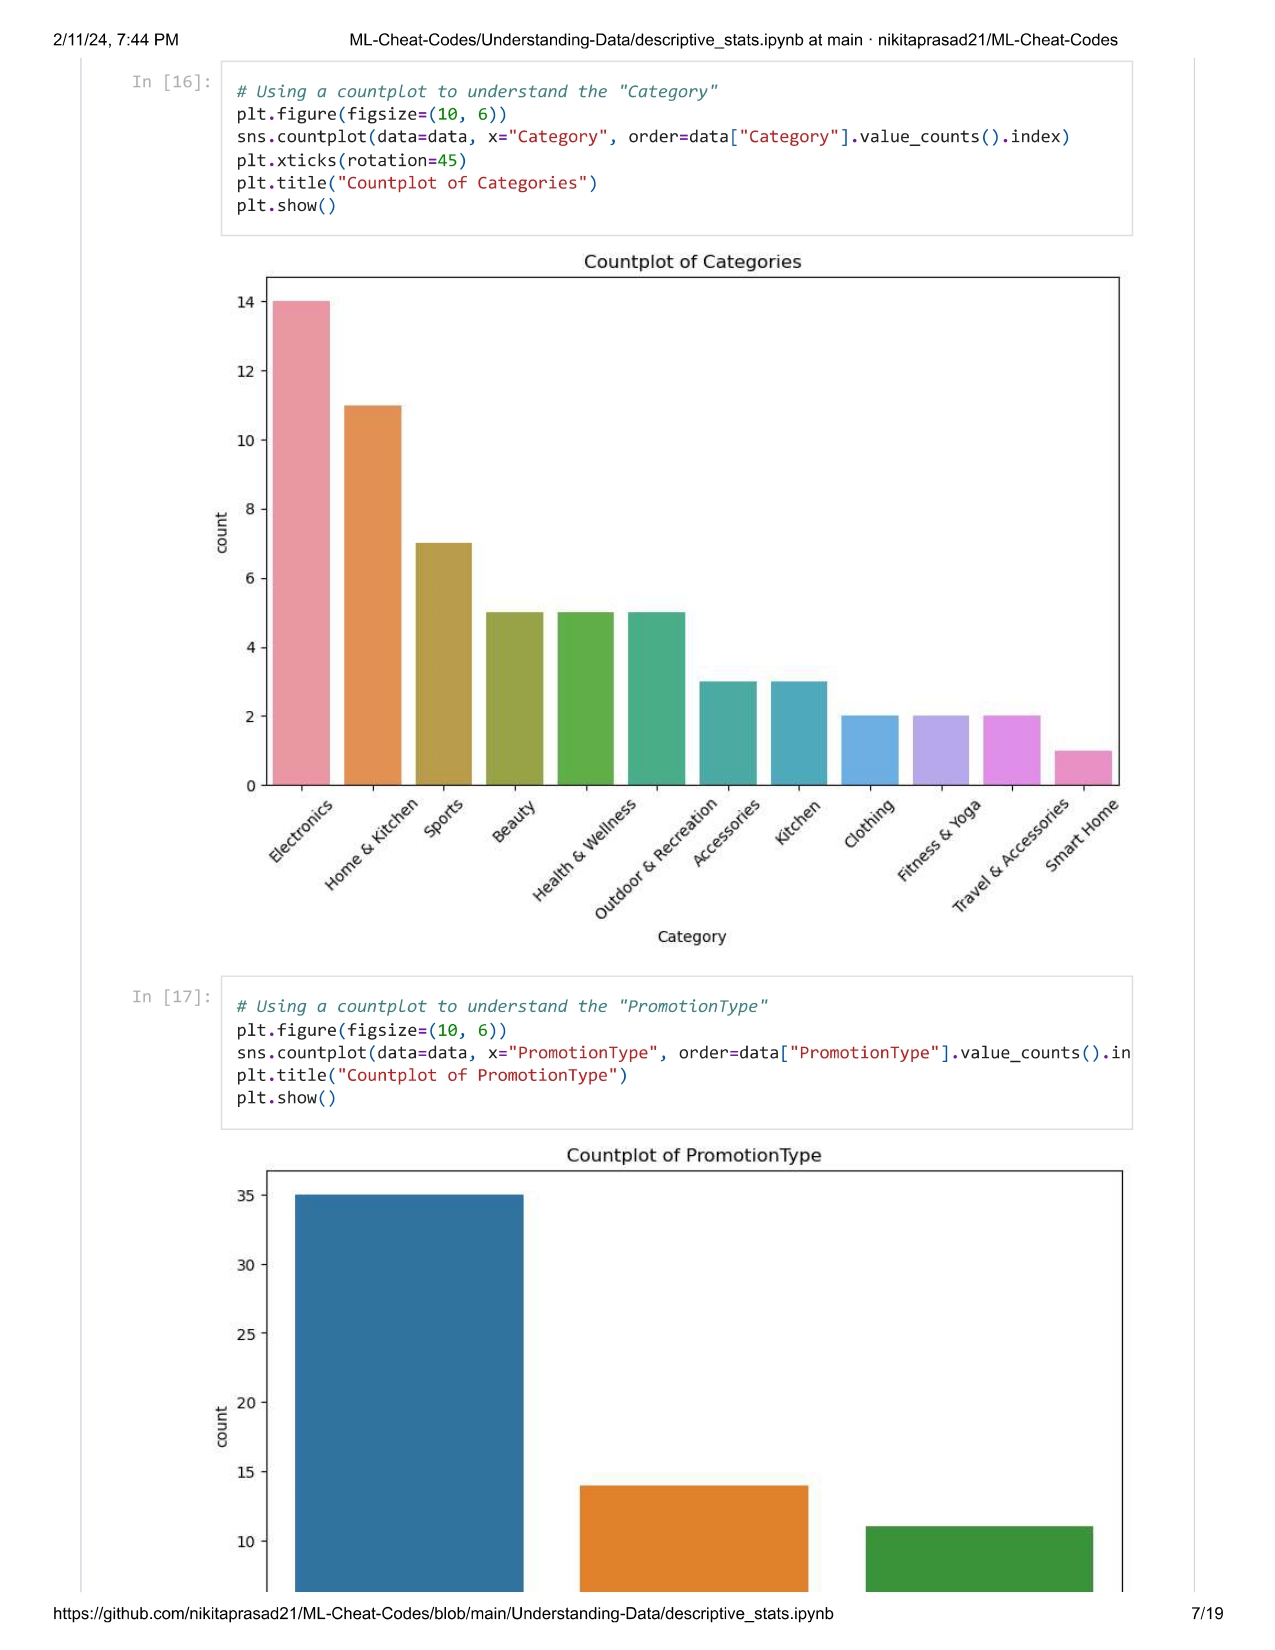 2/11/24, 7:44 PM ML-Cheat-Codes/Understanding-Data/descriptive_stats.ipynb at main · nikitaprasad21/ML-Cheat-Codes
In [16]:
# Using a countplot to understand the "Category"
plt.figure(figsize=(10, 6))
sns.countplot(data=data, x="Category", order=data["Category"].value_counts().index)
plt.xticks(rotation=45)
plt.title("Countplot of Categories")
plt.show()
Countplot of Categories
14
12
10
8
6
4
2
0
count
Electronics
Home & Kitchen
Sports
Beauty
Health & Wellness
Outdoor & Recreation
Accessories
Kitchen
Clothing
Fitness & Yoga
Travel & Accessories
Smart Home
Category
In [17]:
# Using a countplot to understand the "PromotionType"
plt.figure(figsize=(10, 6))
sns.countplot(data=data, x="PromotionType", order=data["PromotionType"].value_counts().in
plt.title("Countplot of PromotionType")
plt.show()
Countplot of PromotionType
35
30
25
20
15
10
count
https://github.com/nikitaprasad21/ML-Cheat-Codes/blob/main/Understanding-Data/descriptive_stats.ipynb 7/19